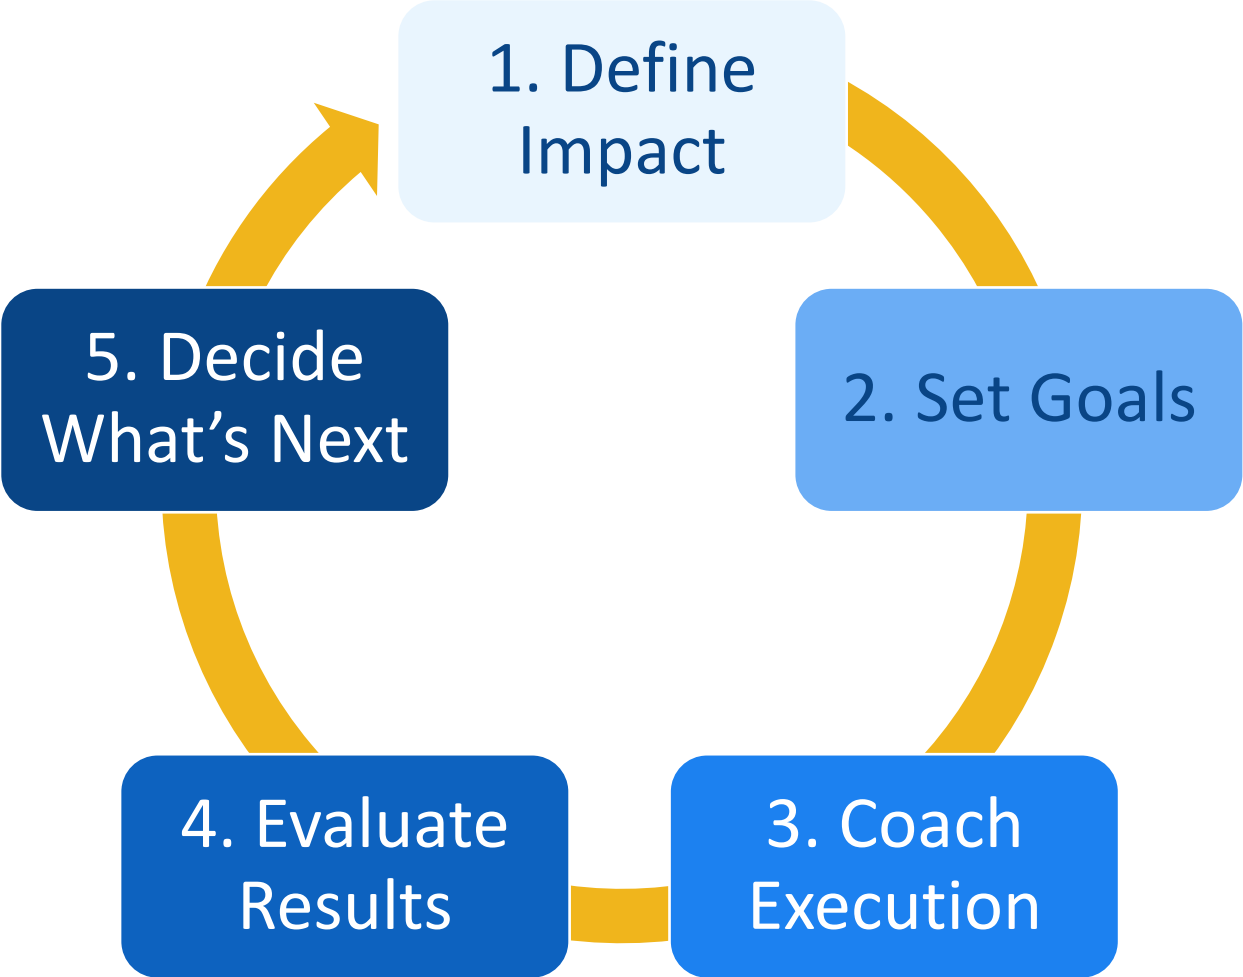 1. Define
Impact
2. Set Goals
3. Coach
Execution
4. Evaluate
Results
5. Decide
What’s Next